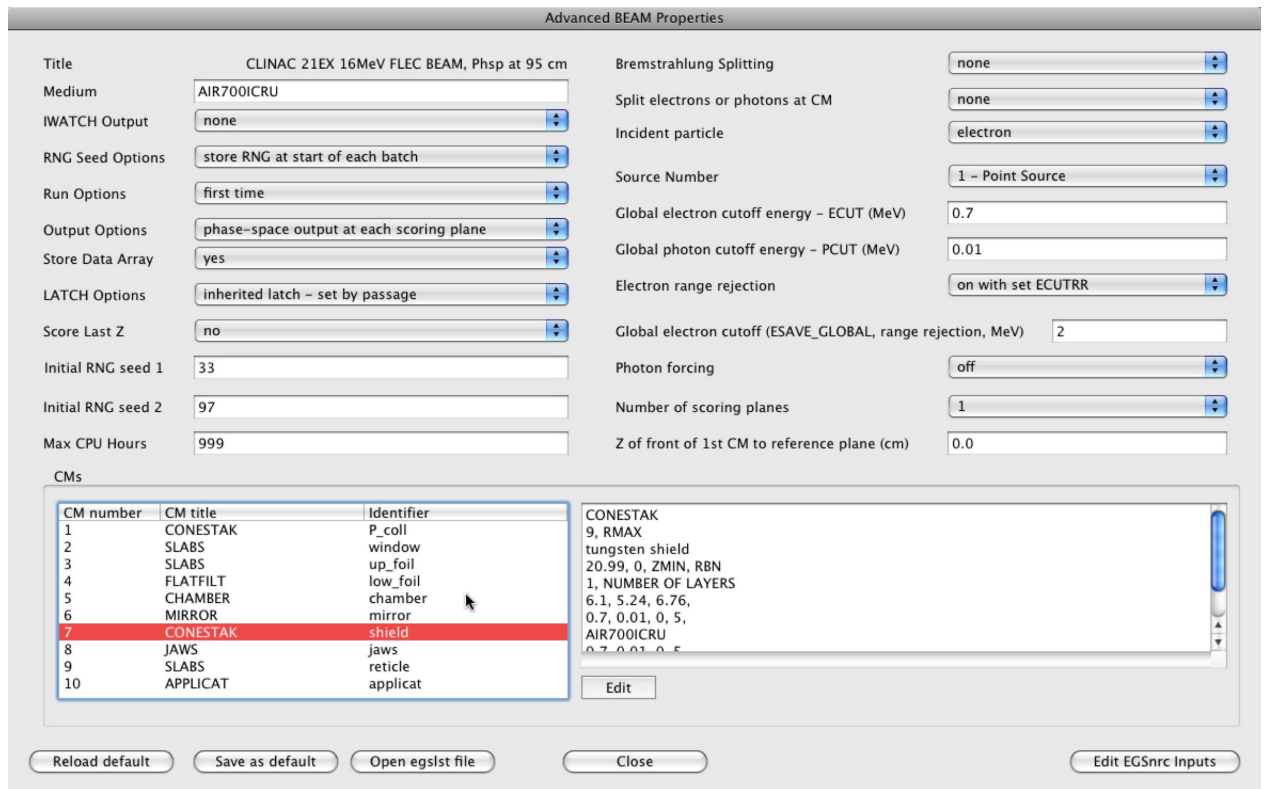 Advanced BEAM Properties
Title CLINAC 21EX 16MeV FLEC BEAM, Phsp at 95 cm
Medium AIR700ICRU
IWATCH Output none
RNG Seed Options store RNG at start of each batch
Run Options first time
Output Options phase-space output at each scoring plane
Store Data Array yes
LATCH Options inherited latch - set by passage
Score Last Z no
Initial RNG seed 1 33
Initial RNG seed 2 97
Max CPU Hours 999
Bremstrahlung Splitting none
Split electrons or photons at CM none
Incident particle electron
Source Number 1 - Point Source
Global electron cutoff energy - ECUT (MeV) 0.7
Global photon cutoff energy - PCUT (MeV) 0.01
Electron range rejection on with set ECUTRR
Global electron cutoff (ESAVE_GLOBAL, range rejection, MeV) 2
Photon forcing off
Number of scoring planes 1
Z of front of 1st CM to reference plane (cm) 0.0
CMs
CM number CM title Identifier
1 CONESTAK P_coll
2 SLABS window
3 SLABS up_foil
4 FLATFILT low_foil
5 CHAMBER chamber
6 MIRROR mirror
7 CONESTAK shield
8 JAWS jaws
9 SLABS reticle
10 APPLICAT applicat
CONESTAK
9, RMAX
tungsten shield
20.99, 0, ZMIN, RBN
1, NUMBER OF LAYERS
6.1, 5.24, 6.76,
0.7, 0.01, 0, 5,
AIR700ICRU
0.7, 0.01, 0, 5
Edit
Reload default Save as default Open egslst file Close Edit EGSnrc Inputs